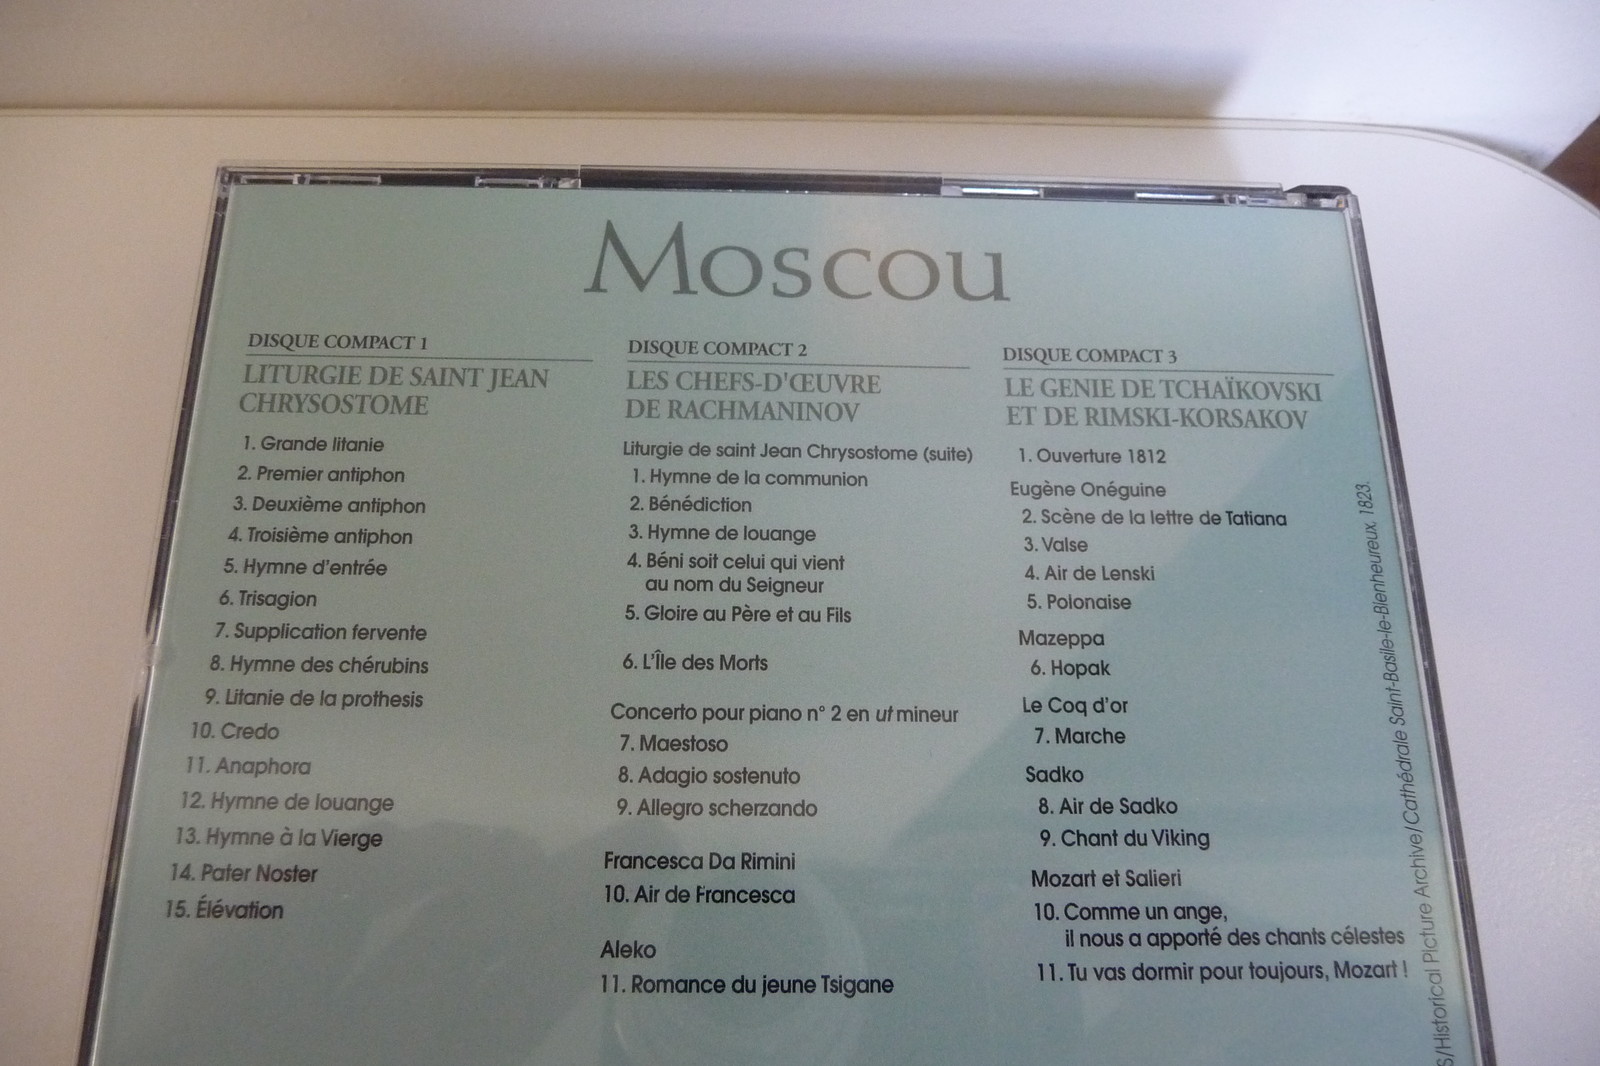 Moscou
DISQUE COMPACT 1
LITURGIE DE SAINT JEAN
CHRYSOSTOME
1. Grande litanie
2. Premier antiphon
3. Deuxième antiphon
4. Troisième antiphon
5. Hymne d'entrée
6. Trisagion
7. Supplication fervente
8. Hymne des chérubins
9. Litanie de la prothesis
10. Credo
11. Anaphora
12. Hymne de louange
13. Hymne à la Vierge
14. Pater Noster
15. Élévation
DISQUE COMPACT 2
LES CHEFS-D'ŒUVRE
DE RACHMANINOV
Liturgie de saint Jean Chrysostome (suite)
1. Hymne de la communion
2. Bénédiction
3. Hymne de louange
4. Béni soit celui qui vient
au nom du Seigneur
5. Gloire au Père et au Fils
6. L'Île des Morts
Concerto pour piano n° 2 en ut mineur
7. Maestoso
8. Adagio sostenuto
9. Allegro scherzando
Francesca Da Rimini
10. Air de Francesca
Aleko
11. Romance du jeune Tsigane
DISQUE COMPACT 3
LE GENIE DE TCHAÏKOVSKI
ET DE RIMSKI-KORSAKOV
1. Ouverture 1812
Eugène Onéguine
2. Scène de la lettre de Tatiana
3. Valse
4. Air de Lenski
5. Polonaise
Mazeppa
6. Hopak
Le Coq d'or
7. Marche
Sadko
8. Air de Sadko
9. Chant du Viking
Mozart et Salieri
10. Comme un ange,
il nous a apporté des chants célestes
11. Tu vas dormir pour toujours, Mozart !
S/Historical Picture Archive/Cathédrale Saint-Basile-le-Bienheureux, 1823.